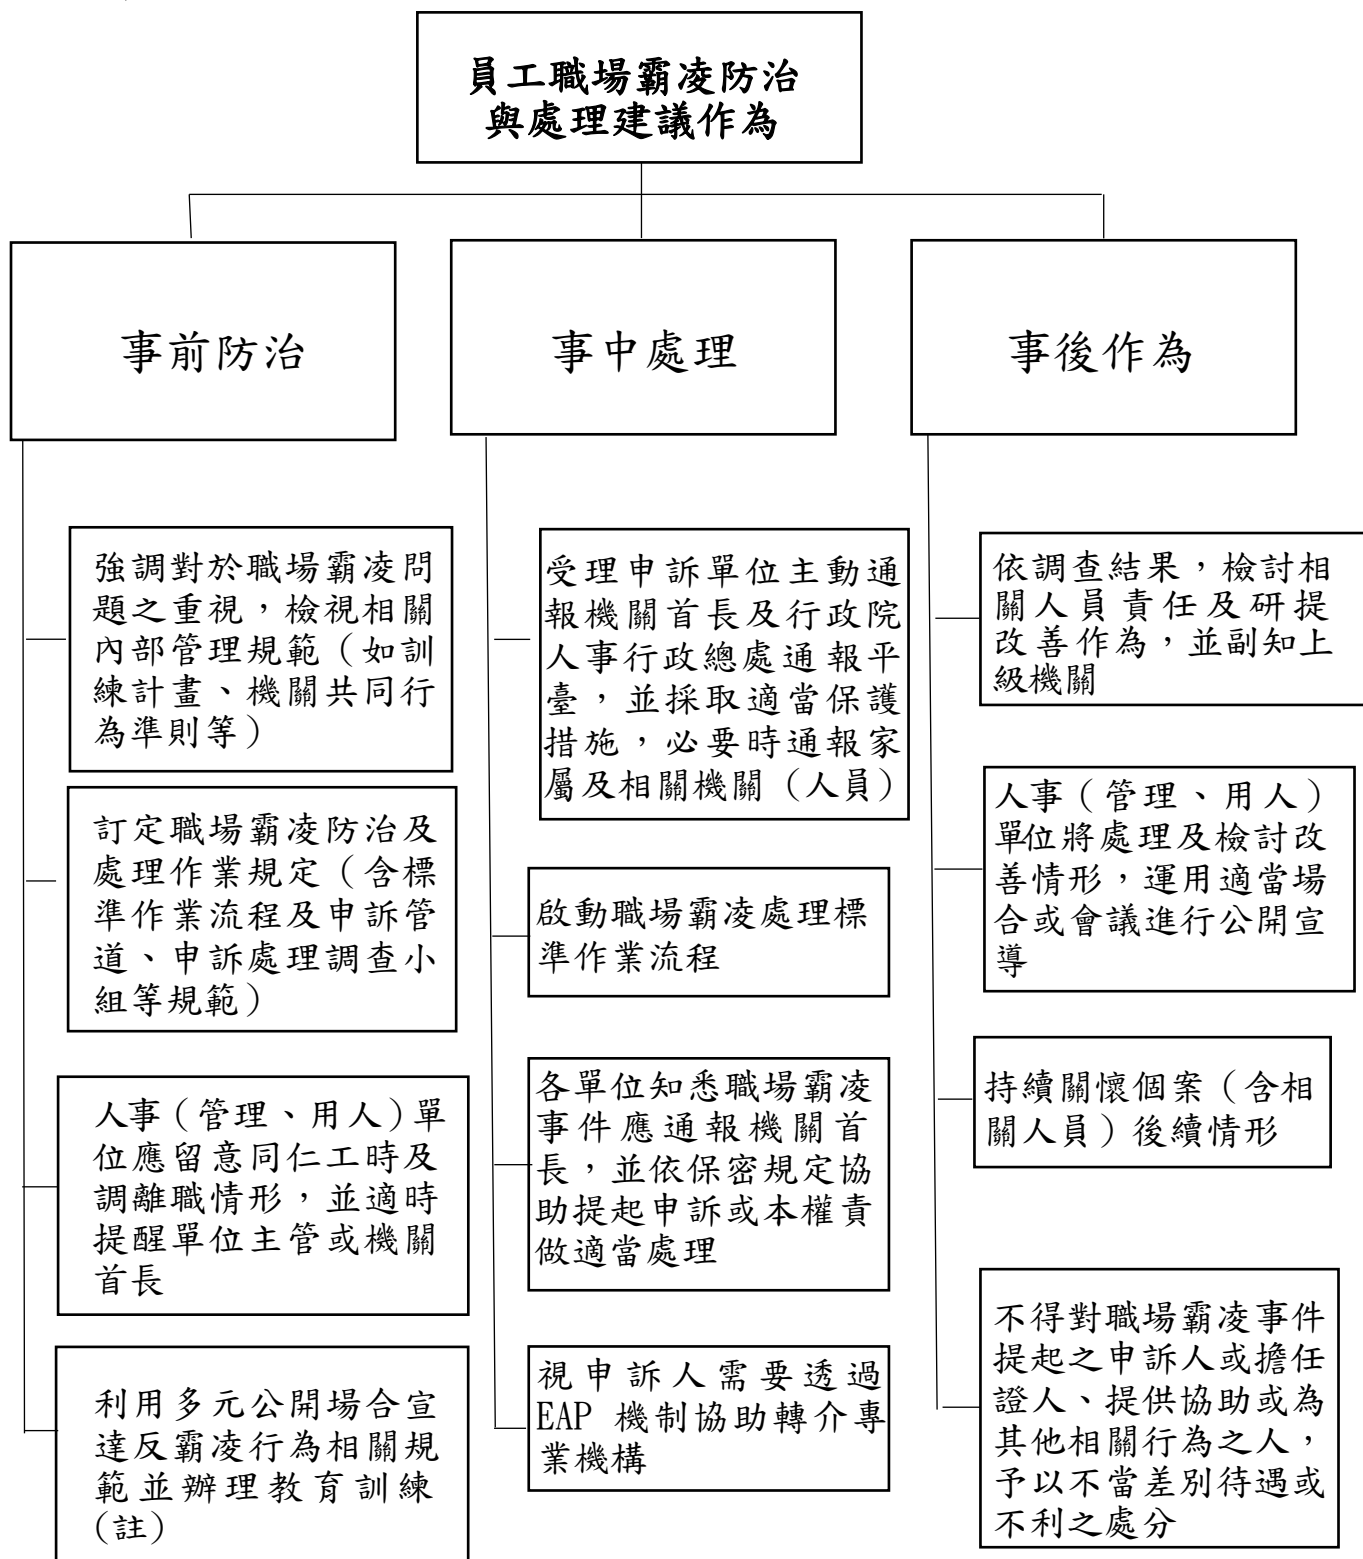 員工職場霸凌防治
與處理建議作為
事前防治
強調對於職場霸凌問
題之重視，檢視相關
內部管理規範（如訓
練計畫、機關共同行
為準則等）
訂定職場霸凌防治及
處理作業規定（含標
準作業流程及申訴管
道、申訴處理調查小
組等規範）
人事（管理、用人）單
位應留意同仁工時及
調離職情形，並適時
提醒單位主管或機關
首長
利用多元公開場合宣
達反霸凌行為相關規
範並辦理教育訓練
(註)
事中處理
受理申訴單位主動通
報機關首長及行政院
人事行政總處通報平
臺，並採取適當保護
措施，必要時通報家
屬及相關機關（人員）
啟動職場霸凌處理標
準作業流程
各單位知悉職場霸凌
事件應通報機關首
長，並依保密規定協
助提起申訴或本權責
做適當處理
視申訴人需要透過
EAP 機制協助轉介專
業機構
事後作為
依調查結果，檢討相
關人員責任及研提
改善作為，並副知上
級機關
人事（管理、用人）
單位將處理及檢討改
善情形，運用適當場
合或會議進行公開宣
導
持續關懷個案（含相
關人員）後續情形
不得對職場霸凌事件
提起之申訴人或擔任
證人、提供協助或為
其他相關行為之人，
予以不當差別待遇或
不利之處分